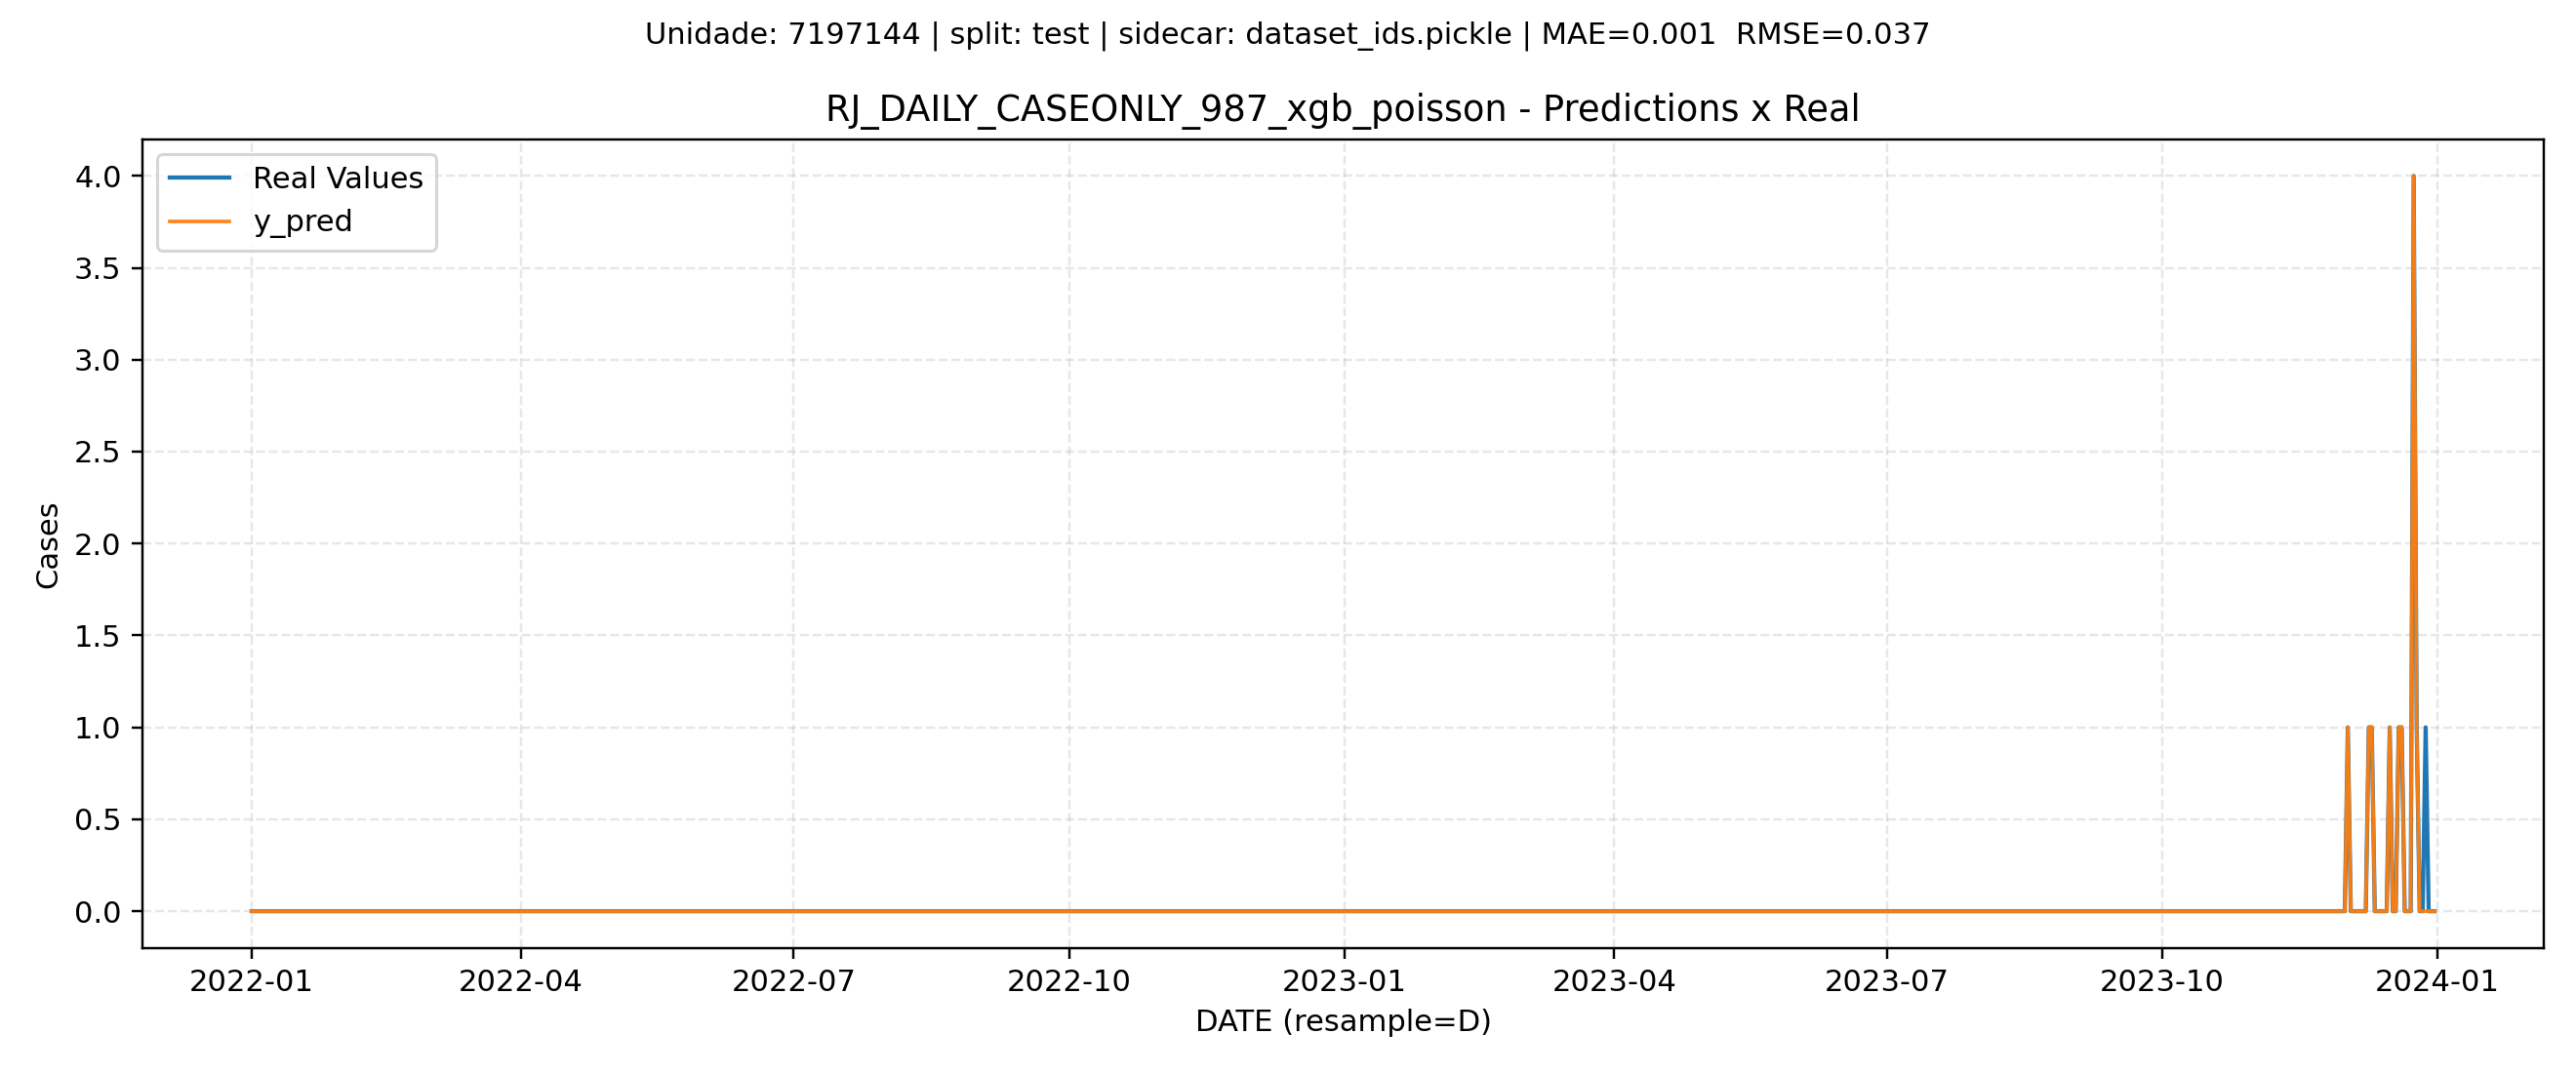 Unidade: 7197144 | split: test | sidecar: dataset_ids.pickle | MAE=0.001  RMSE=0.037
RJ_DAILY_CASEONLY_987_xgb_poisson - Predictions x Real
Real Values
y_pred
4.0
3.5
3.0
2.5
2.0
1.5
1.0
0.5
0.0
Cases
2022-01 2022-04 2022-07 2022-10 2023-01 2023-04 2023-07 2023-10 2024-01
DATE (resample=D)